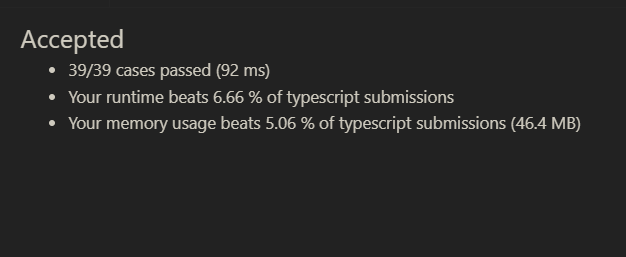 Accepted
• 39/39 cases passed (92 ms)
• Your runtime beats 6.66 % of typescript submissions
• Your memory usage beats 5.06 % of typescript submissions (46.4 MB)